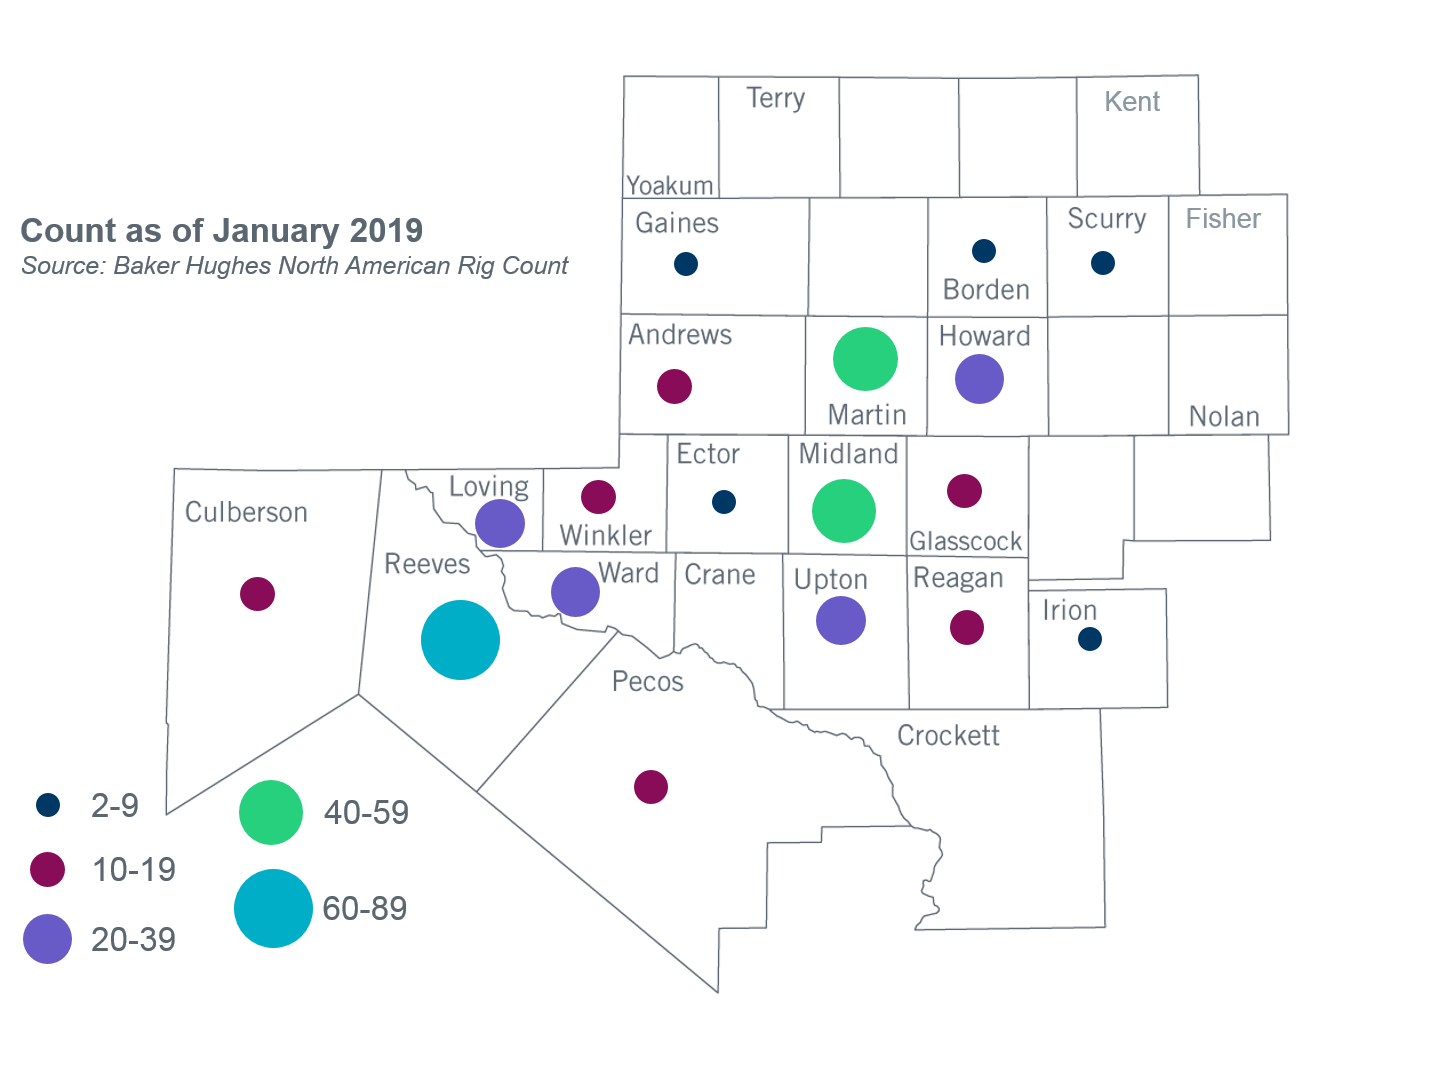 Terry
Kent
Yoakum
Count as of January 2019
Source: Baker Hughes North American Rig Count
Gaines
Scurry
Fisher
Borden
Andrews
Howard
Martin
Nolan
Ector
Midland
Loving
Culberson
Winkler
Glasscock
Reeves
Ward
Crane
Upton
Reagan
Irion
Pecos
Crockett
2-9
40-59
10-19
60-89
20-39